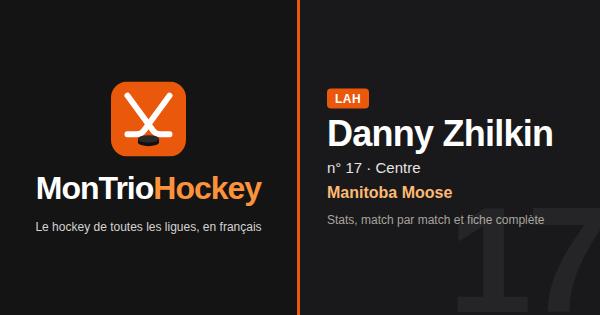 MonTrioHockey
Le hockey de toutes les ligues, en français
LAH
Danny Zhilkin
n° 17 · Centre
Manitoba Moose
Stats, match par match et fiche complète
17